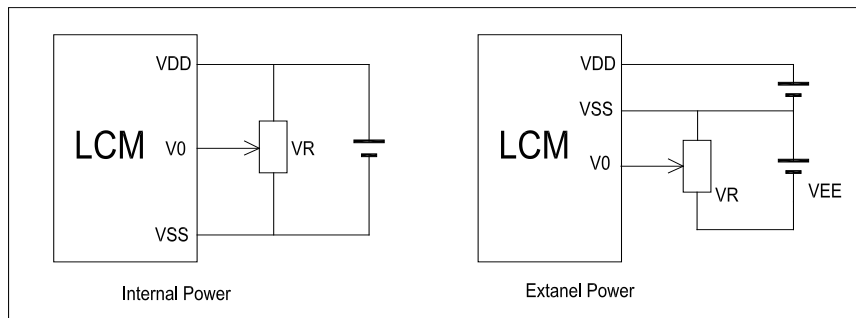 VDD
LCM
V0
VR
VSS
Internal Power
VDD
VSS
LCM
V0
VR
VEE
Extanel Power